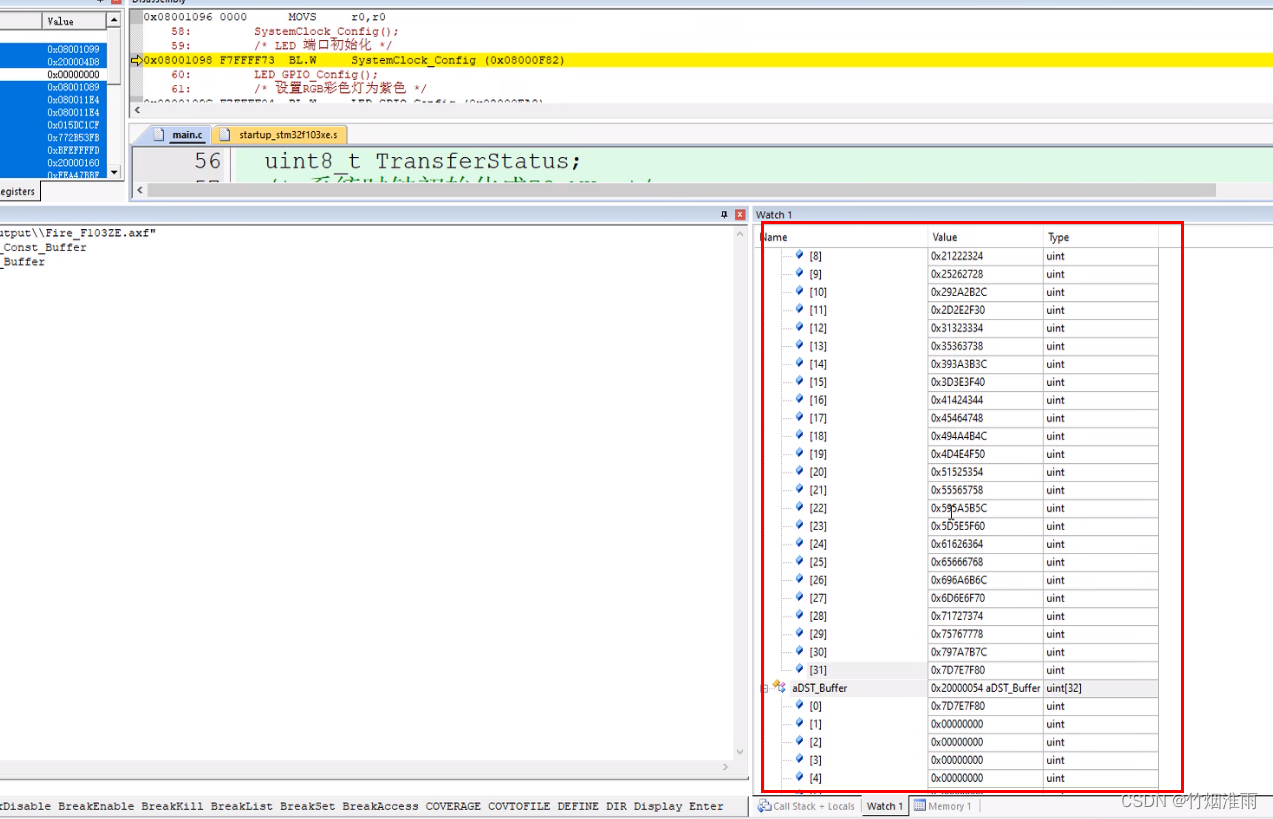 Value
0x08001099
0x200004D8
0x00000000
0x08001089
0x080011E4
0x080011E4
0x015DC1CF
0x772B53FB
0xBFEFFFFD
0x20000160
0xFFA47BBF
egisters
Disassembly
0x08001096 0000 MOVS r0,r0
58: SystemClock_Config();
59: /* LED 端口初始化 */
0x08001098 F7FFFF73 BL.W SystemClock_Config (0x08000F82)
60: LED_GPIO_Config();
61: /* 设置RGB彩色灯为紫色 */
main.c startup_stm32f103xe.s
56 uint8_t TransferStatus;
utput\\Fire_F103ZE.axf"
_Const_Buffer
_Buffer
Watch 1
Name Value Type
[8] 0x21222324 uint
[9] 0x25262728 uint
[10] 0x292A2B2C uint
[11] 0x2D2E2F30 uint
[12] 0x31323334 uint
[13] 0x35363738 uint
[14] 0x393A3B3C uint
[15] 0x3D3E3F40 uint
[16] 0x41424344 uint
[17] 0x45464748 uint
[18] 0x494A4B4C uint
[19] 0x4D4E4F50 uint
[20] 0x51525354 uint
[21] 0x55565758 uint
[22] 0x595A5B5C uint
[23] 0x5D5E5F60 uint
[24] 0x61626364 uint
[25] 0x65666768 uint
[26] 0x696A6B6C uint
[27] 0x6D6E6F70 uint
[28] 0x71727374 uint
[29] 0x75767778 uint
[30] 0x797A7B7C uint
[31] 0x7D7E7F80 uint
aDST_Buffer 0x20000054 aDST_Buffer uint[32]
[0] 0x7D7E7F80 uint
[1] 0x00000000 uint
[2] 0x00000000 uint
[3] 0x00000000 uint
[4] 0x00000000 uint
kDisable BreakEnable BreakKill BreakList BreakSet BreakAccess COVERAGE COVTOFILE DEFINE DIR Display Enter
Call Stack + Locals Watch 1 Memory 1
CSDN @竹烟淮雨